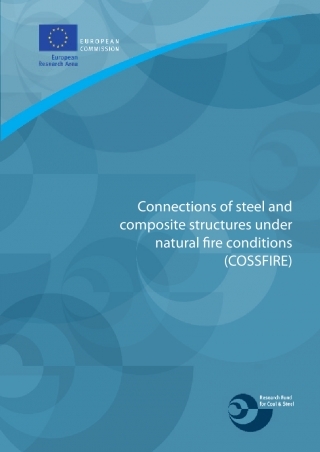 EUROPEAN
COMMISSION
European
Research Area
Connections of steel and
composite structures under
natural fire conditions
(COSSFIRE)
Research Fund
for Coal & Steel